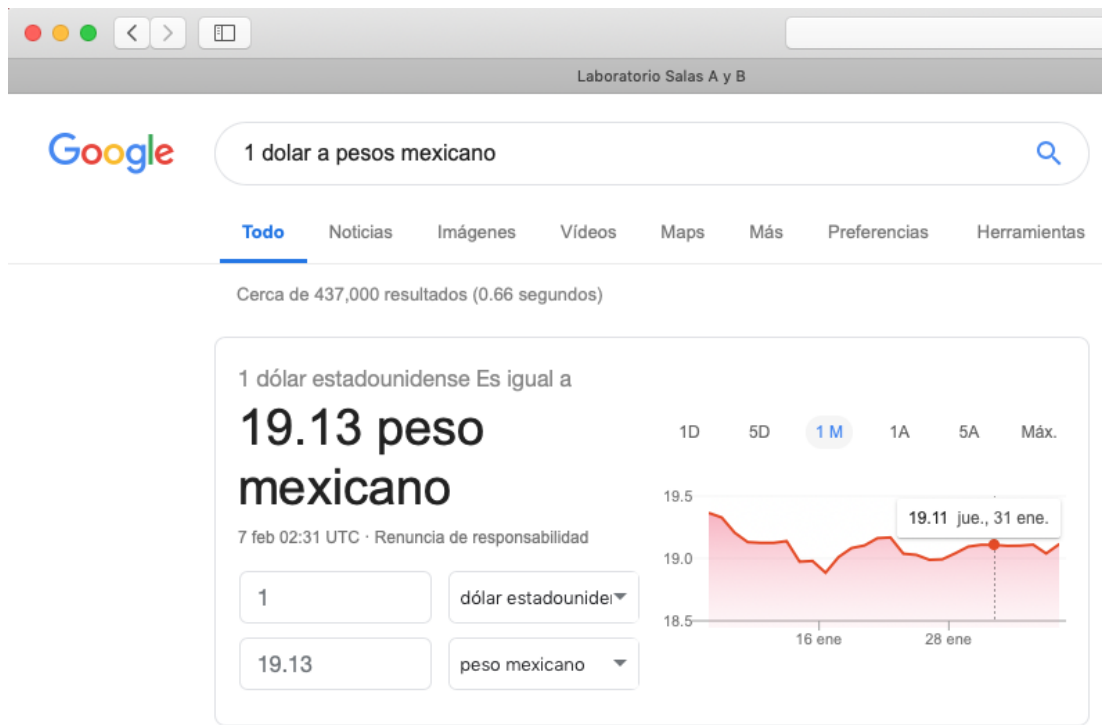 Laboratorio Salas A y B
Google
1 dolar a pesos mexicano
Todo Noticias Imágenes Vídeos Maps Más Preferencias Herramientas
Cerca de 437,000 resultados (0.66 segundos)
1 dólar estadounidense Es igual a
19.13 peso
mexicano
7 feb 02:31 UTC · Renuncia de responsabilidad
1 dólar estadounider
19.13 peso mexicano
1D 5D 1 M 1A 5A Máx.
19.5
19.11 jue., 31 ene.
19.0
18.5
16 ene 28 ene